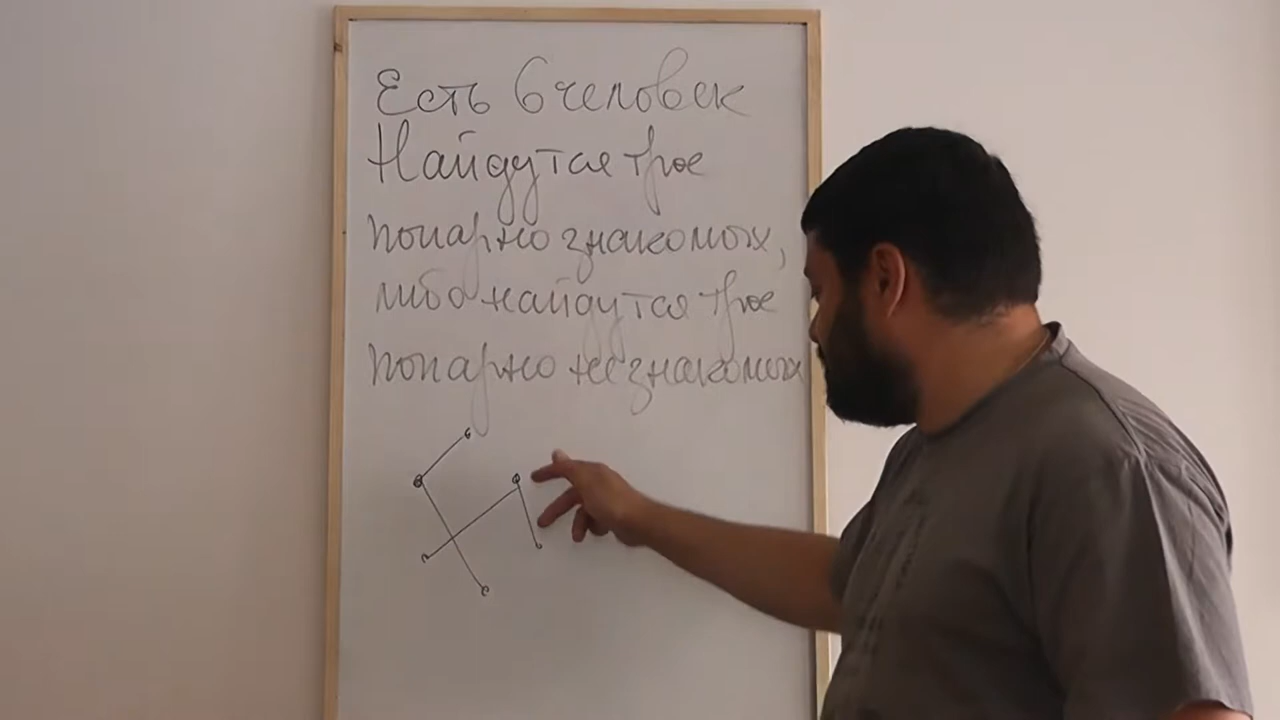 Есть 6 человек
Найдутся трое
попарно знакомых,
либо найдутся трое
попарно незнакомых